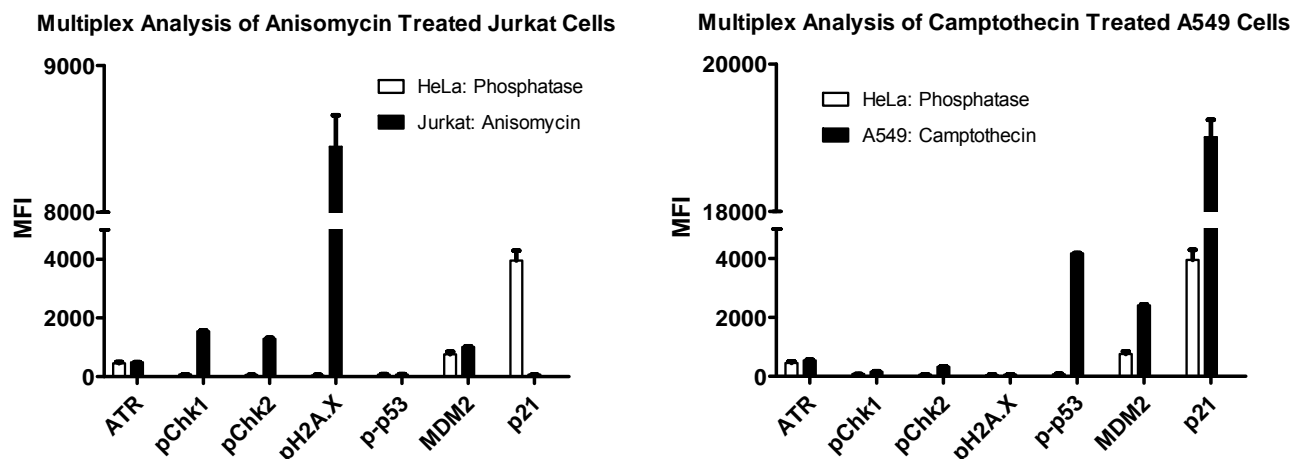 Multiplex Analysis of Anisomycin Treated Jurkat Cells
9000
8000
4000
2000
0
MFI
HeLa: Phosphatase
Jurkat: Anisomycin
ATR
pChk1
pChk2
pH2A.X
p-p53
MDM2
p21
Multiplex Analysis of Camptothecin Treated A549 Cells
20000
18000
4000
2000
0
MFI
HeLa: Phosphatase
A549: Camptothecin
ATR
pChk1
pChk2
pH2A.X
p-p53
MDM2
p21